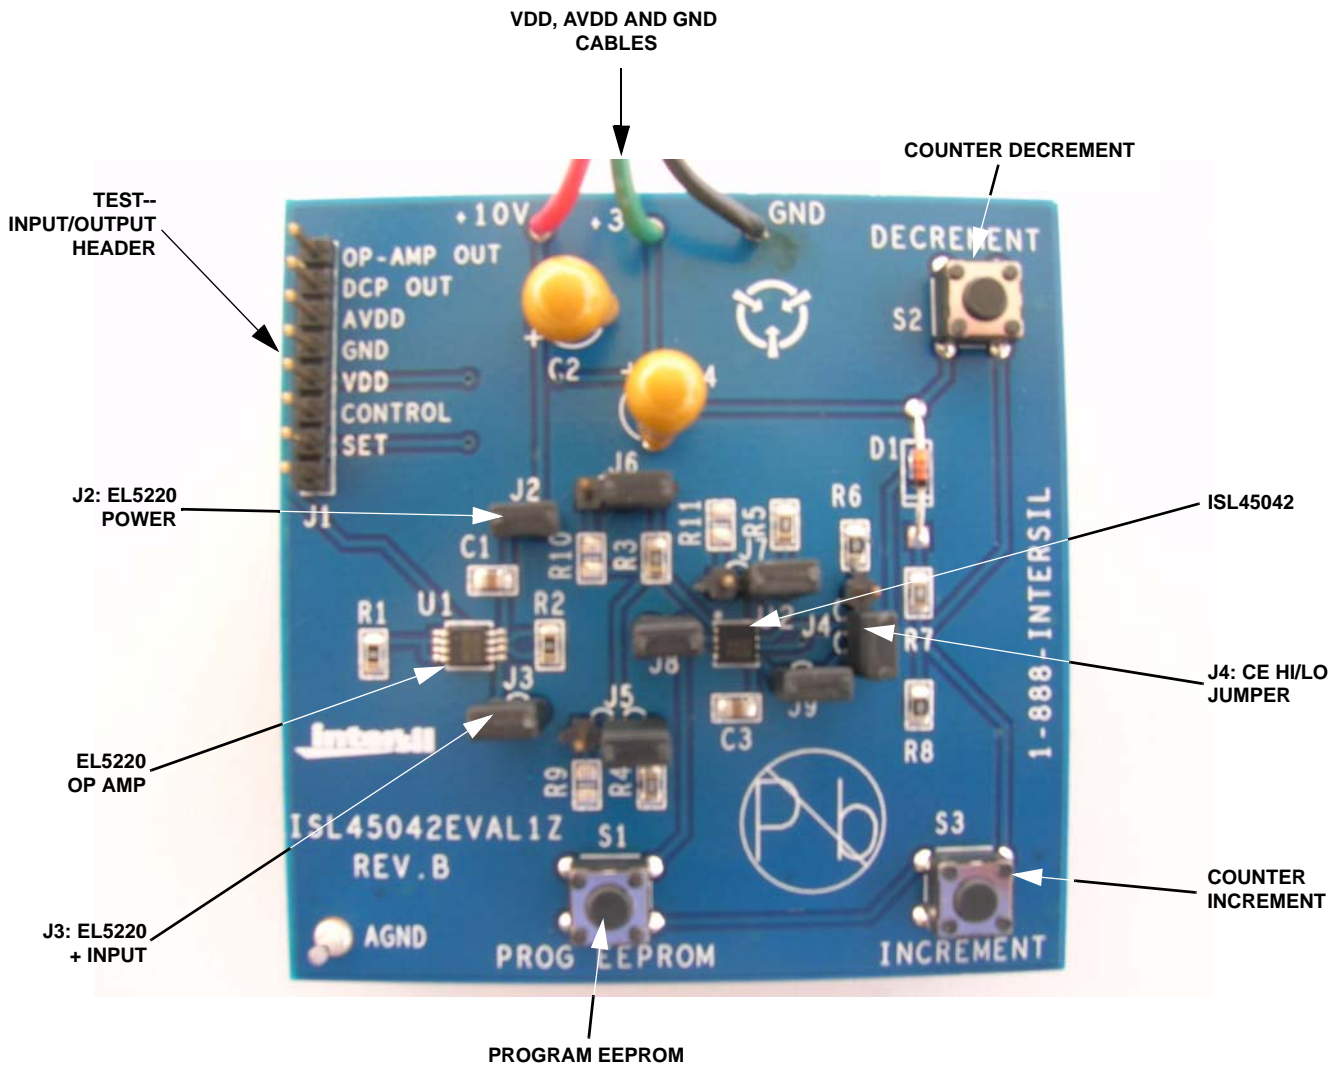 VDD, AVDD AND GND
CABLES
COUNTER DECREMENT
TEST--
INPUT/OUTPUT
HEADER
+10V
+3
GND
DECREMENT
OP-AMP OUT
DCP OUT
AVDD
GND
VDD
CONTROL
SET
S2
C2
4
D1
J6
J2
J2: EL5220
POWER
J1
R11
R5
R6
ISL45042
C1
R10
R3
J7
U1
R1
R2
J4
R7
J8
J3
J5
J9
J4: CE HI/LO
JUMPER
1-888-INTERSIL
intersil
C3
R8
EL5220
OP AMP
R9
R4
Pb
ISL45042EVAL1Z
REV.B
S1
S3
COUNTER
INCREMENT
J3: EL5220
+ INPUT
AGND
PROG EEPROM
INCREMENT
PROGRAM EEPROM